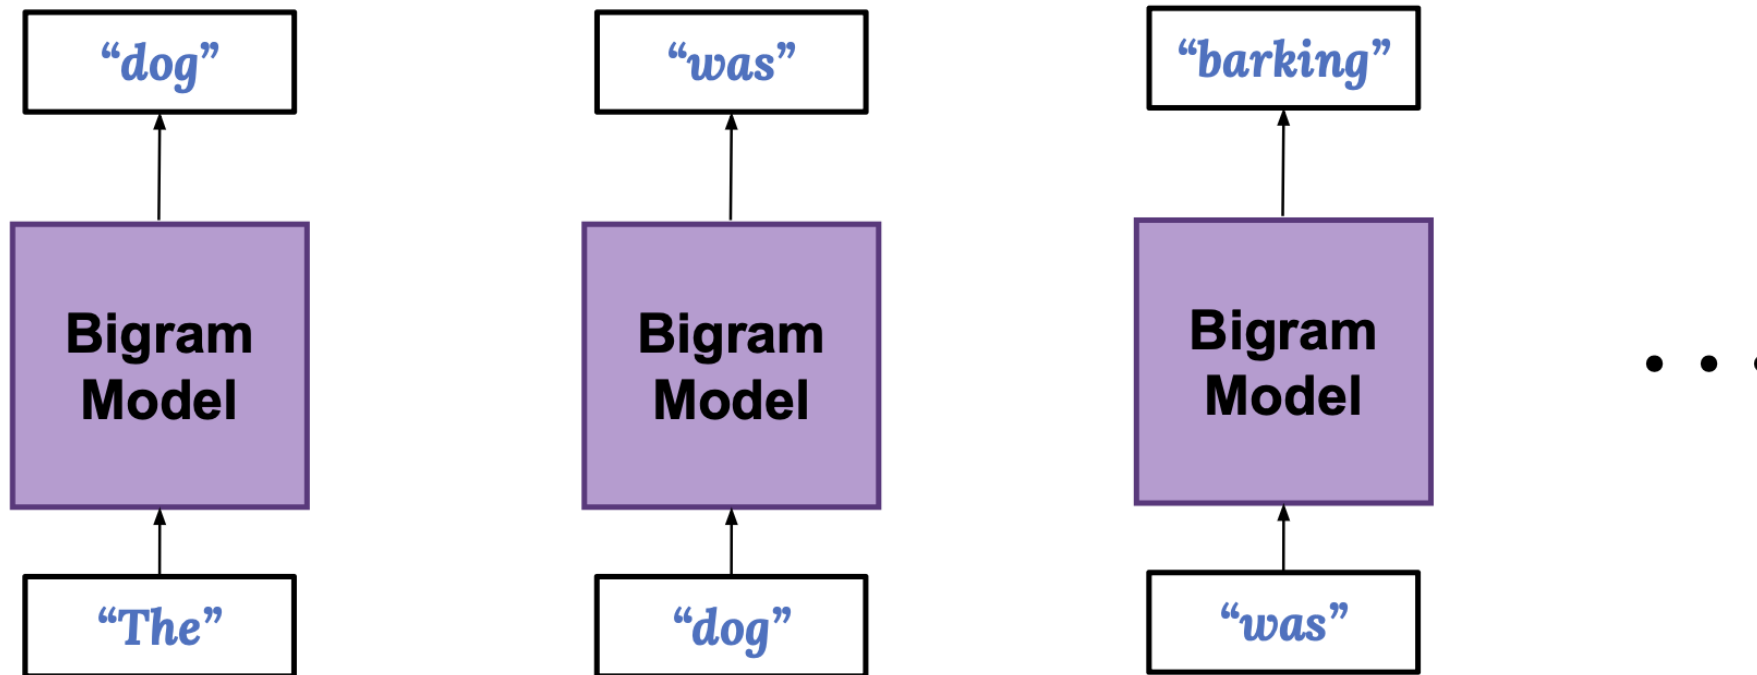 “dog”
“was”
“barking”
Bigram
Model
Bigram
Model
Bigram
Model
“The”
“dog”
“was”